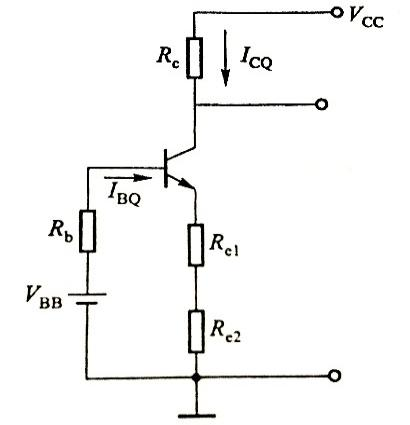 V_CC
R_c
I_CQ
I_BQ
R_b
R_e1
V_BB
R_e2